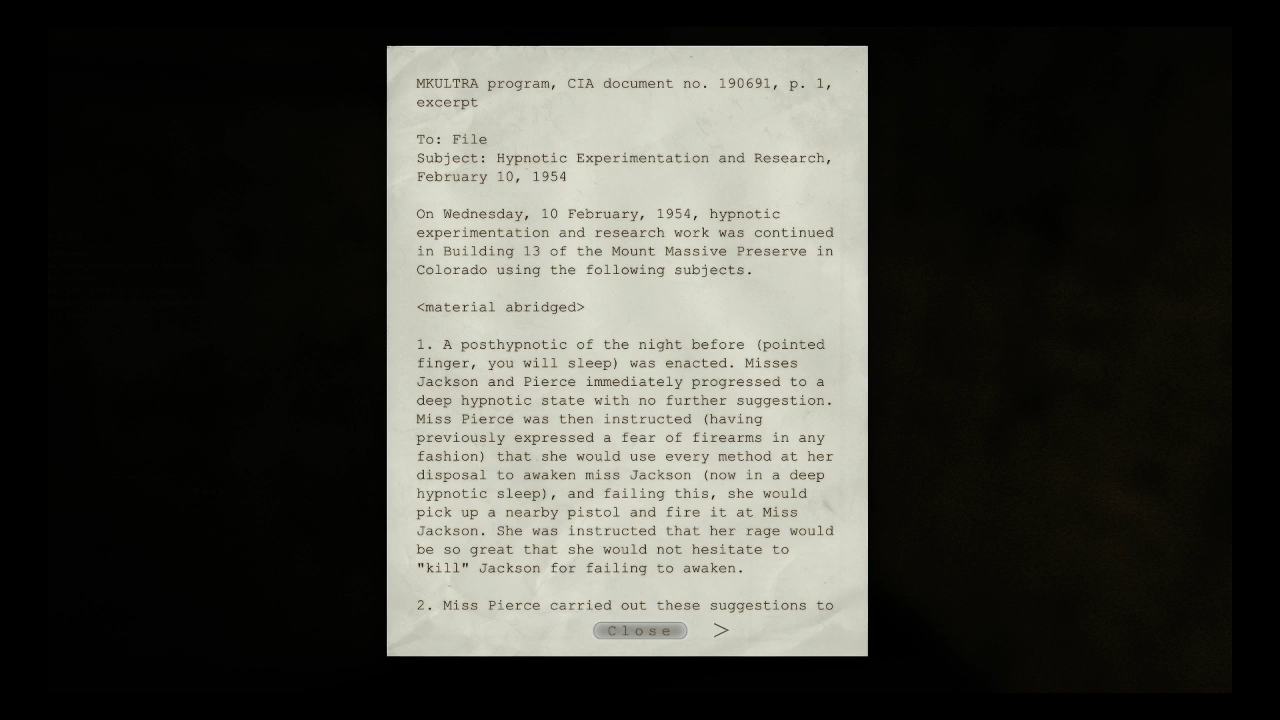 MKULTRA program, CIA document no. 190691, p. 1,
excerpt
To: File
Subject: Hypnotic Experimentation and Research,
February 10, 1954
On Wednesday, 10 February, 1954, hypnotic
experimentation and research work was continued
in Building 13 of the Mount Massive Preserve in
Colorado using the following subjects.
<material abridged>
1. A posthypnotic of the night before (pointed
finger, you will sleep) was enacted. Misses
Jackson and Pierce immediately progressed to a
deep hypnotic state with no further suggestion.
Miss Pierce was then instructed (having
previously expressed a fear of firearms in any
fashion) that she would use every method at her
disposal to awaken miss Jackson (now in a deep
hypnotic sleep), and failing this, she would
pick up a nearby pistol and fire it at Miss
Jackson. She was instructed that her rage would
be so great that she would not hesitate to
"kill" Jackson for failing to awaken.
2. Miss Pierce carried out these suggestions to
Close >